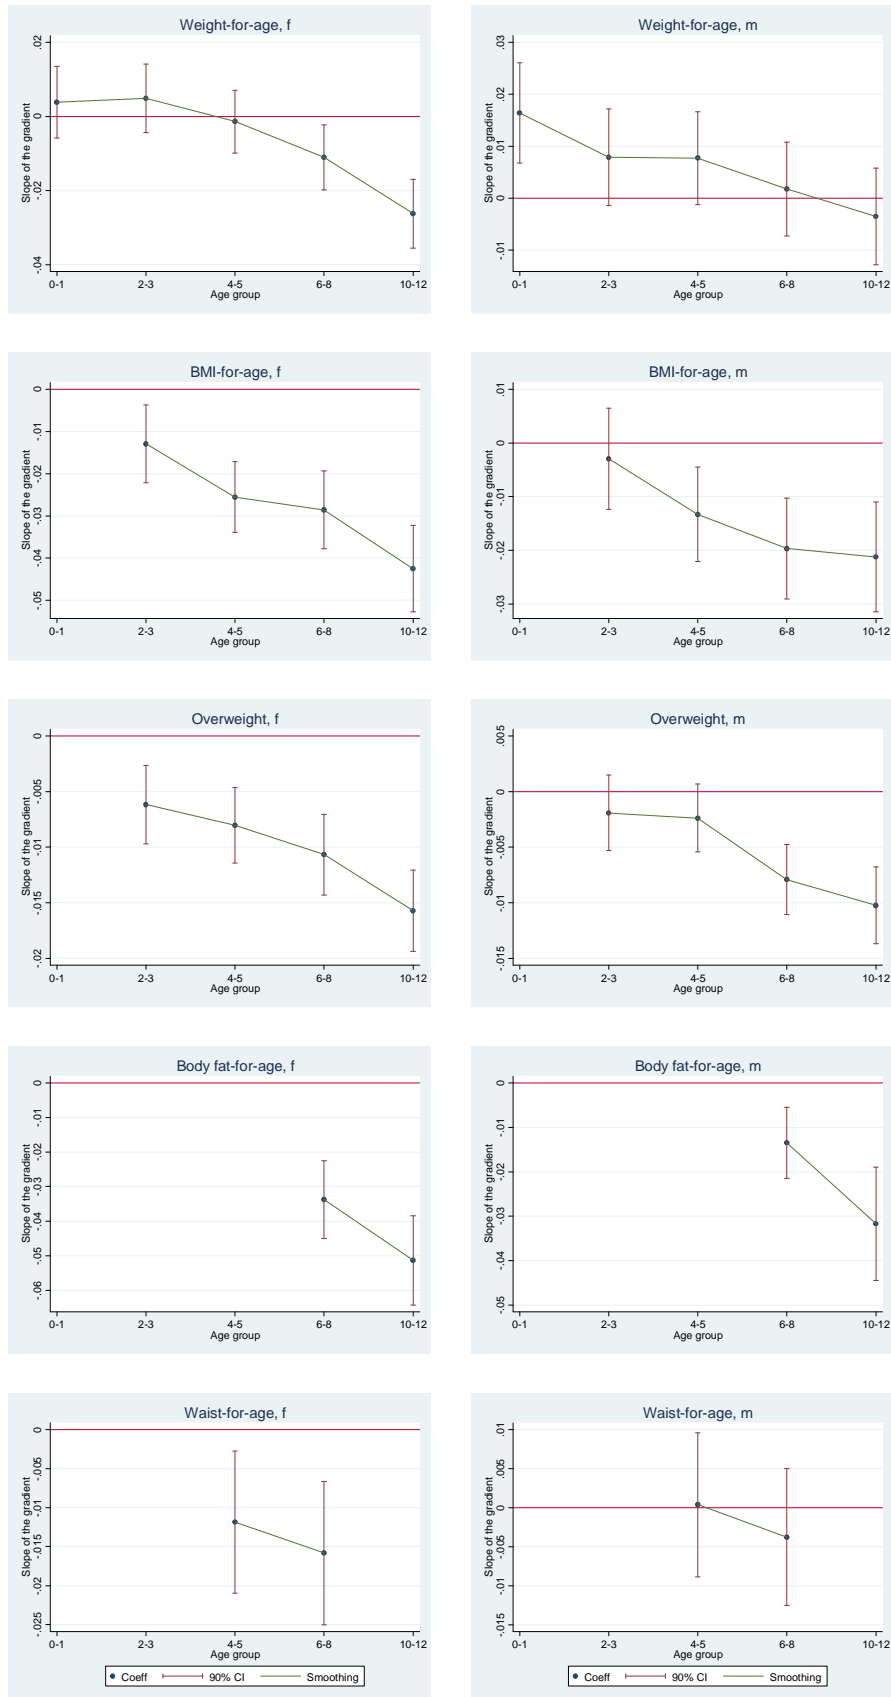 Weight-for-age, f
Slope of the gradient
.02
0
-.02
-.04
0-1 2-3 4-5 6-8 10-12
Age group
Weight-for-age, m
Slope of the gradient
.03
.02
.01
0
-.01
0-1 2-3 4-5 6-8 10-12
Age group
BMI-for-age, f
Slope of the gradient
0
-.01
-.02
-.03
-.04
-.05
0-1 2-3 4-5 6-8 10-12
Age group
BMI-for-age, m
Slope of the gradient
.01
0
-.01
-.02
-.03
0-1 2-3 4-5 6-8 10-12
Age group
Overweight, f
Slope of the gradient
0
-.005
-.01
-.015
-.02
0-1 2-3 4-5 6-8 10-12
Age group
Overweight, m
Slope of the gradient
.005
0
-.005
-.01
-.015
0-1 2-3 4-5 6-8 10-12
Age group
Body fat-for-age, f
Slope of the gradient
0
-.01
-.02
-.03
-.04
-.05
-.06
0-1 2-3 4-5 6-8 10-12
Age group
Body fat-for-age, m
Slope of the gradient
0
-.01
-.02
-.03
-.04
-.05
0-1 2-3 4-5 6-8 10-12
Age group
Waist-for-age, f
Slope of the gradient
0
-.005
-.01
-.015
-.02
-.025
0-1 2-3 4-5 6-8 10-12
Age group
Coeff 90% CI Smoothing
Waist-for-age, m
Slope of the gradient
.01
.005
0
-.005
-.01
-.015
0-1 2-3 4-5 6-8 10-12
Age group
Coeff 90% CI Smoothing